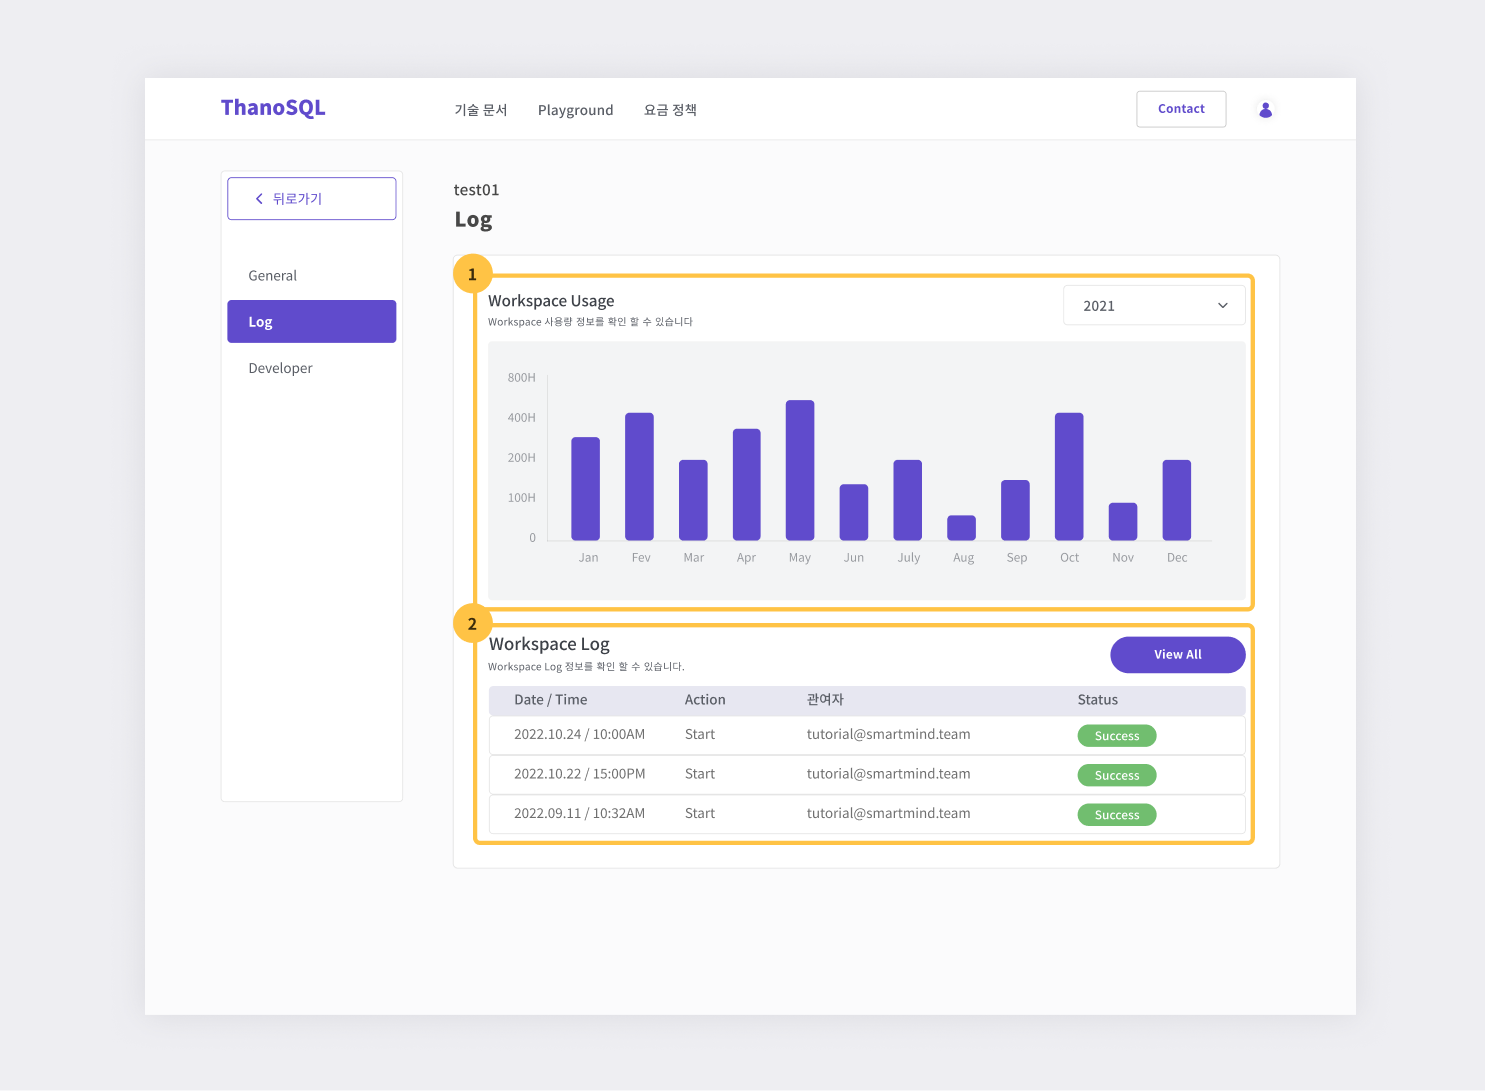 ThanoSQL
기술 문서 Playground 요금 정책 Contact
뒤로가기
General
Log
Developer
test01
Log
1
Workspace Usage
Workspace 사용량 정보를 확인 할 수 있습니다
2021
800H
400H
200H
100H
0
Jan Fev Mar Apr May Jun July Aug Sep Oct Nov Dec
2
Workspace Log
Workspace Log 정보를 확인 할 수 있습니다.
View All
Date / Time Action 관여자 Status
2022.10.24 / 10:00AM Start tutorial@smartmind.team Success
2022.10.22 / 15:00PM Start tutorial@smartmind.team Success
2022.09.11 / 10:32AM Start tutorial@smartmind.team Success